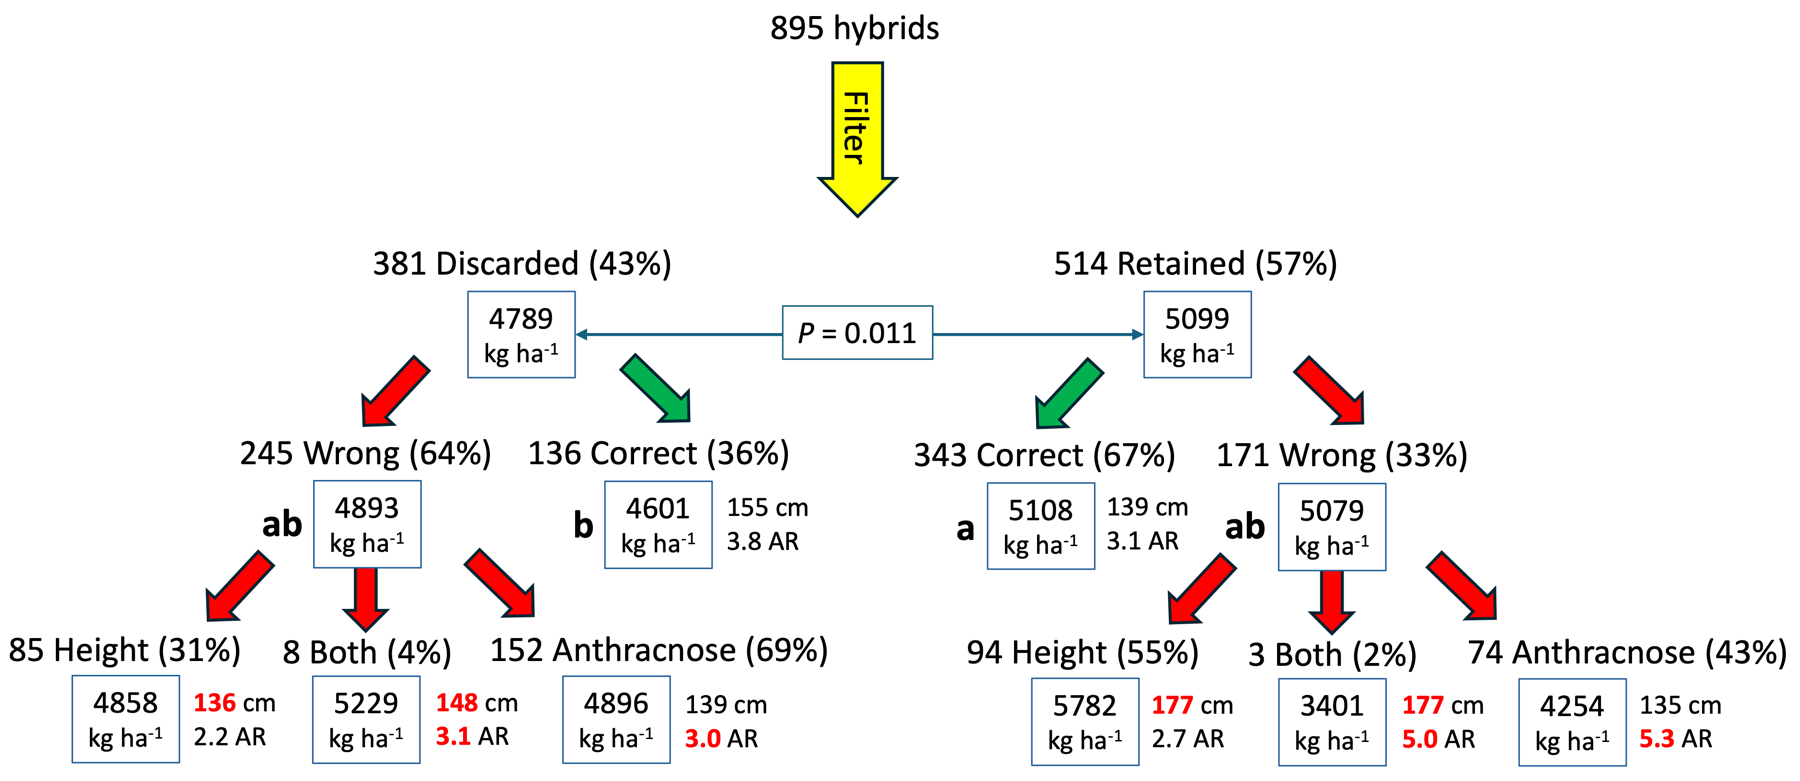 895 hybrids
Filter
381 Discarded (43%)
514 Retained (57%)
4789
kg ha⁻¹
P = 0.011
5099
kg ha⁻¹
245 Wrong (64%)
136 Correct (36%)
343 Correct (67%)
171 Wrong (33%)
ab
4893
kg ha⁻¹
b
4601
kg ha⁻¹
155 cm
3.8 AR
a
5108
kg ha⁻¹
139 cm
3.1 AR
ab
5079
kg ha⁻¹
85 Height (31%)
8 Both (4%)
152 Anthracnose (69%)
94 Height (55%)
3 Both (2%)
74 Anthracnose (43%)
4858
kg ha⁻¹
136 cm
2.2 AR
5229
kg ha⁻¹
148 cm
3.1 AR
4896
kg ha⁻¹
139 cm
3.0 AR
5782
kg ha⁻¹
177 cm
2.7 AR
3401
kg ha⁻¹
177 cm
5.0 AR
4254
kg ha⁻¹
135 cm
5.3 AR